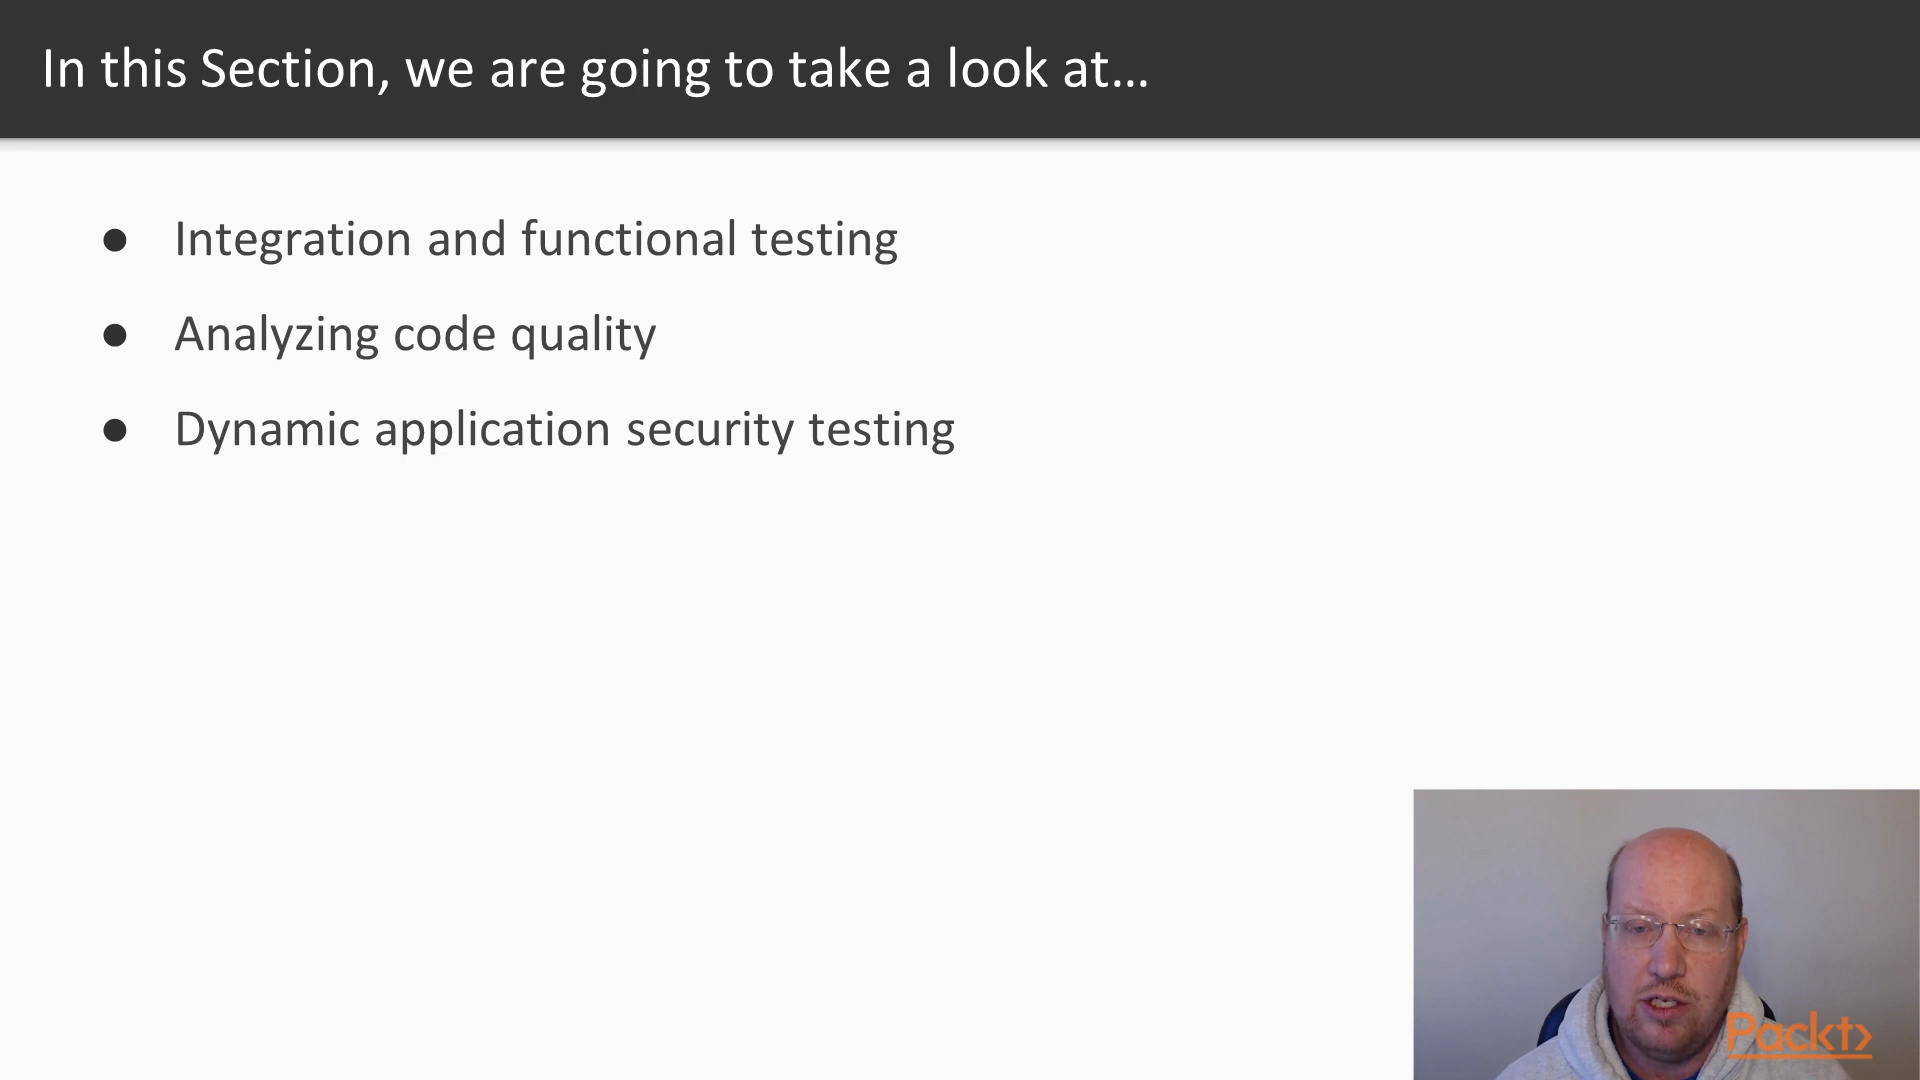 In this Section, we are going to take a look at…
● Integration and functional testing
● Analyzing code quality
● Dynamic application security testing
Packt>